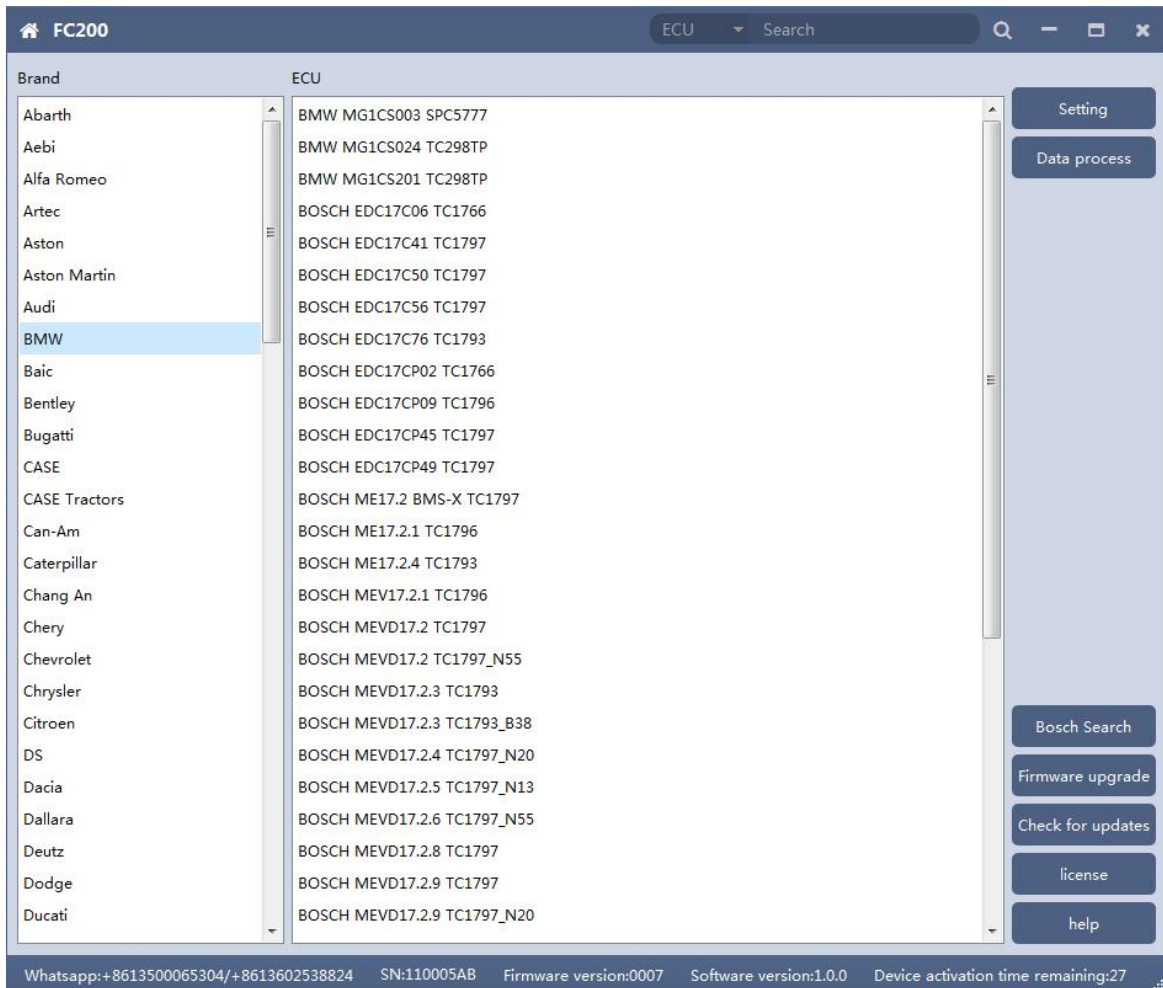 FC200
ECU Search
Brand
Abarth
Aebi
Alfa Romeo
Artec
Aston
Aston Martin
Audi
BMW
Baic
Bentley
Bugatti
CASE
CASE Tractors
Can-Am
Caterpillar
Chang An
Chery
Chevrolet
Chrysler
Citroen
DS
Dacia
Dallara
Deutz
Dodge
Ducati
ECU
BMW MG1CS003 SPC5777
BMW MG1CS024 TC298TP
BMW MG1CS201 TC298TP
BOSCH EDC17C06 TC1766
BOSCH EDC17C41 TC1797
BOSCH EDC17C50 TC1797
BOSCH EDC17C56 TC1797
BOSCH EDC17C76 TC1793
BOSCH EDC17CP02 TC1766
BOSCH EDC17CP09 TC1796
BOSCH EDC17CP45 TC1797
BOSCH EDC17CP49 TC1797
BOSCH ME17.2 BMS-X TC1797
BOSCH ME17.2.1 TC1796
BOSCH ME17.2.4 TC1793
BOSCH MEV17.2.1 TC1796
BOSCH MEVD17.2 TC1797
BOSCH MEVD17.2 TC1797_N55
BOSCH MEVD17.2.3 TC1793
BOSCH MEVD17.2.3 TC1793_B38
BOSCH MEVD17.2.4 TC1797_N20
BOSCH MEVD17.2.5 TC1797_N13
BOSCH MEVD17.2.6 TC1797_N55
BOSCH MEVD17.2.8 TC1797
BOSCH MEVD17.2.9 TC1797
BOSCH MEVD17.2.9 TC1797_N20
Setting
Data process
Bosch Search
Firmware upgrade
Check for updates
license
help
Whatsapp:+8613500065304/+8613602538824 SN:110005AB Firmware version:0007 Software version:1.0.0 Device activation time remaining:27